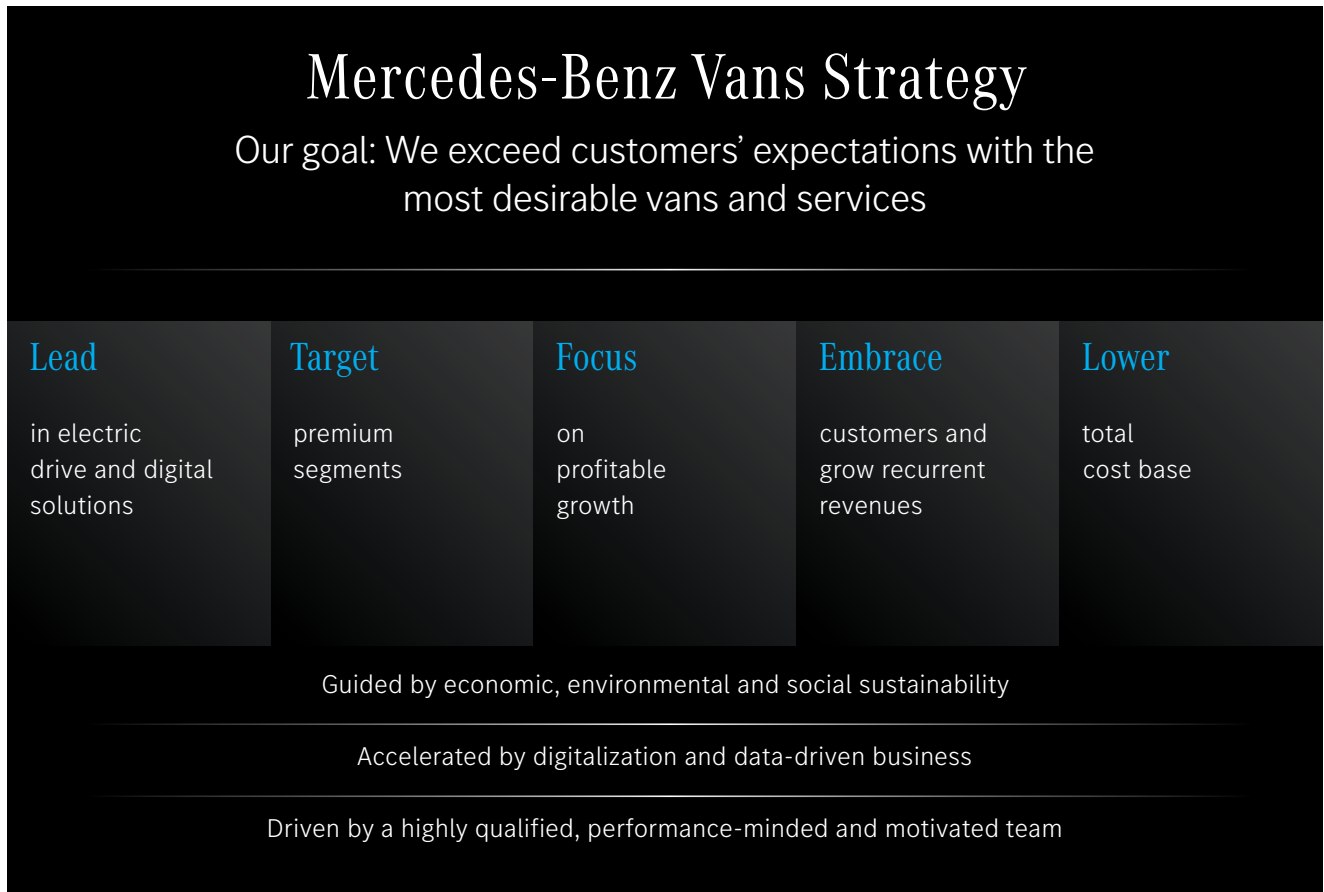 Mercedes-Benz Vans Strategy
Our goal: We exceed customers’ expectations with the
most desirable vans and services
Lead
in electric
drive and digital
solutions
Target
premium
segments
Focus
on
profitable
growth
Embrace
customers and
grow recurrent
revenues
Lower
total
cost base
Guided by economic, environmental and social sustainability
Accelerated by digitalization and data-driven business
Driven by a highly qualified, performance-minded and motivated team